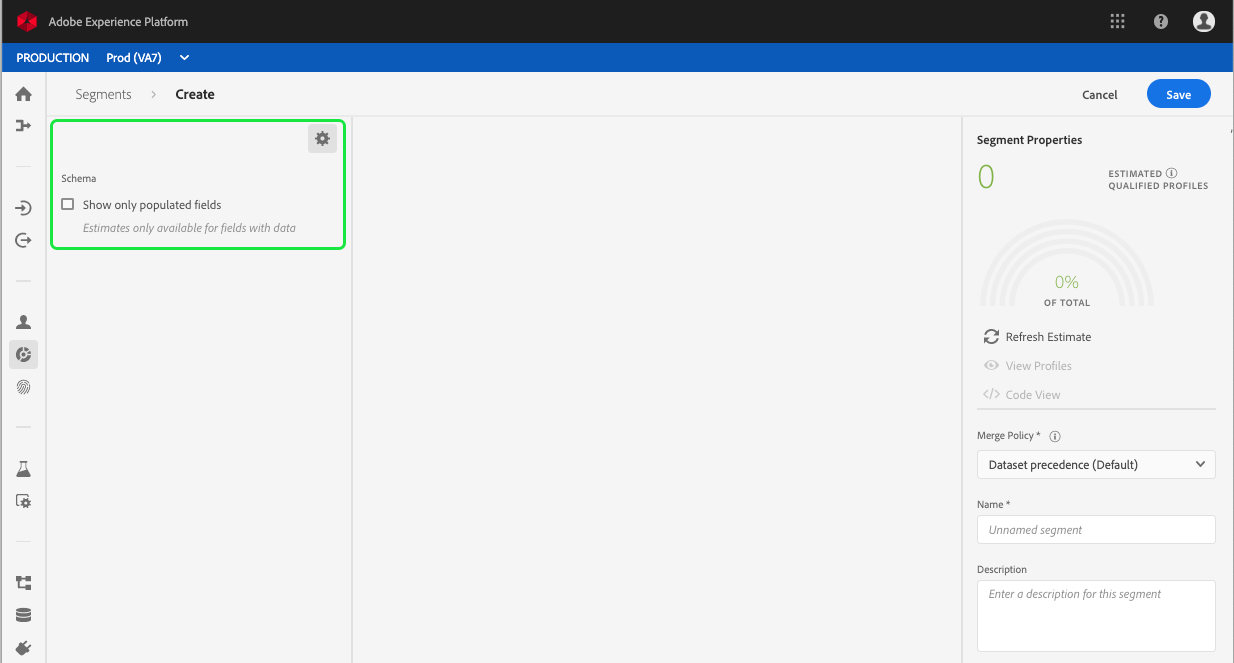 Adobe Experience Platform
PRODUCTION Prod (VA7)
Segments > Create
Cancel
Save
Schema
Show only populated fields
Estimates only available for fields with data
Segment Properties
0
ESTIMATED
QUALIFIED PROFILES
0%
OF TOTAL
Refresh Estimate
View Profiles
</> Code View
Merge Policy *
Dataset precedence (Default)
Name *
Unnamed segment
Description
Enter a description for this segment